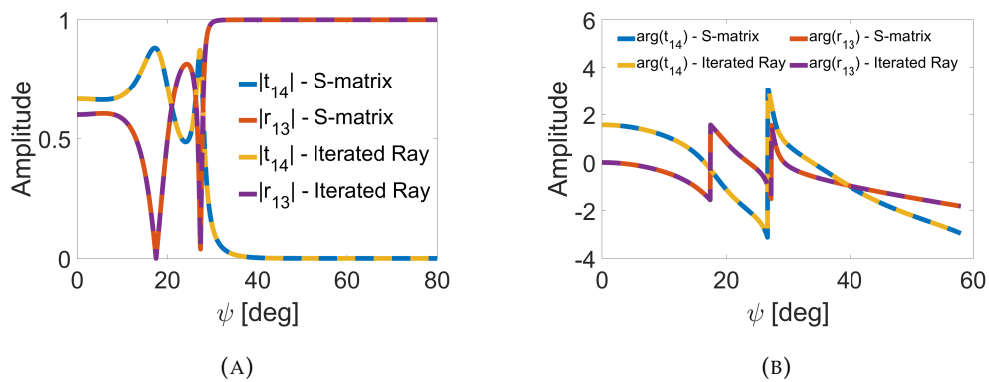 1
0.5
0
Amplitude
0 20 40 60 80
ψ [deg]
|t14| - S-matrix
|r13| - S-matrix
|t14| - Iterated Ray
|r13| - Iterated Ray
(A)
6
4
2
0
-2
-4
Amplitude
0 20 40 60
ψ [deg]
arg(t14) - S-matrix arg(r13) - S-matrix
arg(t14) - Iterated Ray arg(r13) - Iterated Ray
(B)